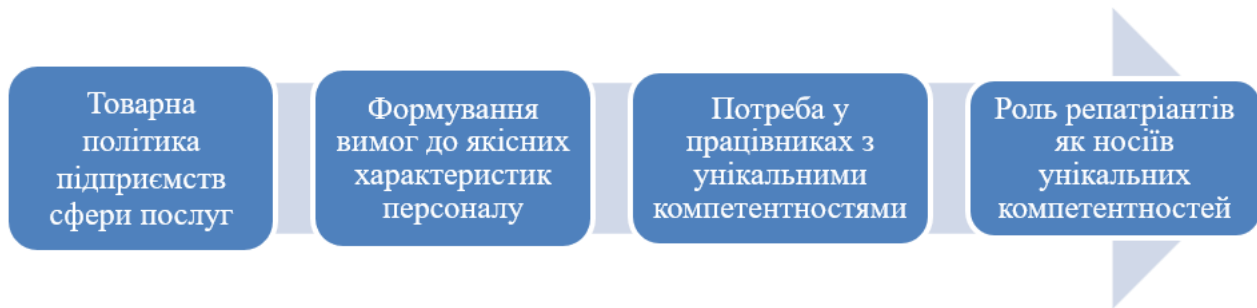 Товарна
політика
підприємств
сфери послуг
Формування
вимог до якісних
характеристик
персоналу
Потреба у
працівниках з
унікальними
компетентностями
Роль репатріантів
як носіїв
унікальних
компетентностей